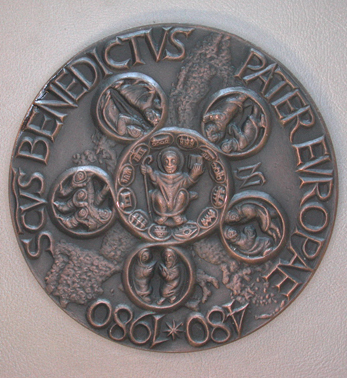 SCVS BENEDICTVS
PATER EVROPAE
480 * 1980